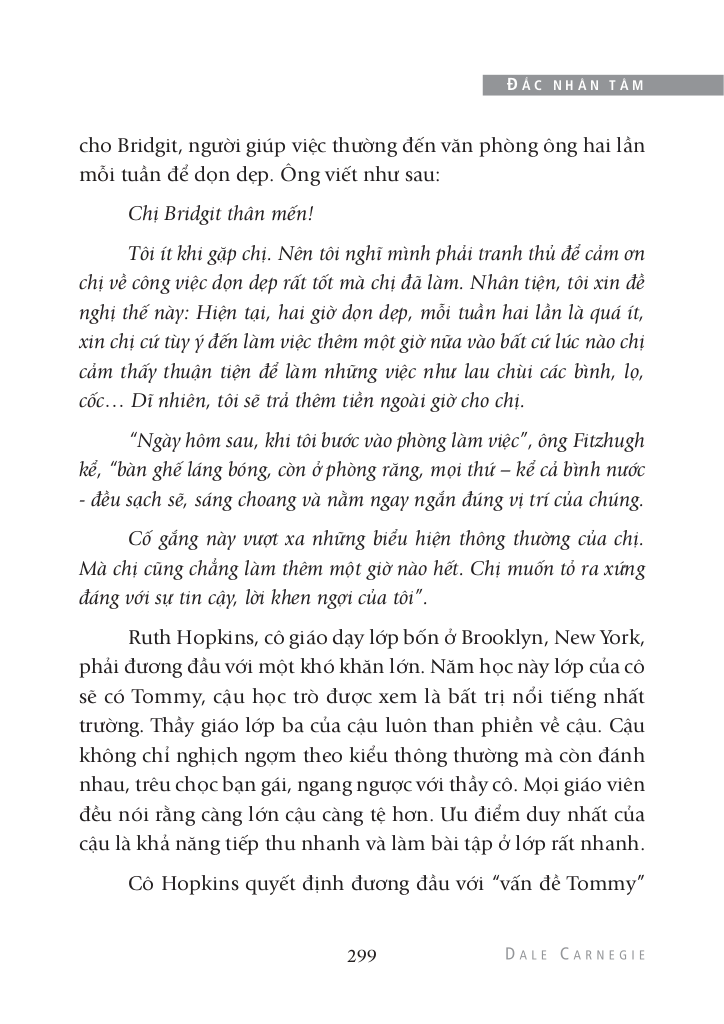 ĐẮC NHÂN TÂM
cho Bridgit, người giúp việc thường đến văn phòng ông hai lần
mỗi tuần để dọn dẹp. Ông viết như sau:
Chị Bridgit thân mến!
Tôi ít khi gặp chị. Nên tôi nghĩ mình phải tranh thủ để cảm ơn
chị về công việc dọn dẹp rất tốt mà chị đã làm. Nhân tiện, tôi xin đề
nghị thế này: Hiện tại, hai giờ dọn dẹp, mỗi tuần hai lần là quá ít,
xin chị cứ tùy ý đến làm việc thêm một giờ nữa vào bất cứ lúc nào chị
cảm thấy thuận tiện để làm những việc như lau chùi các bình, lọ,
cốc… Dĩ nhiên, tôi sẽ trả thêm tiền ngoài giờ cho chị.
“Ngày hôm sau, khi tôi bước vào phòng làm việc”, ông Fitzhugh
kể, “bàn ghế láng bóng, còn ở phòng răng, mọi thứ – kể cả bình nước
- đều sạch sẽ, sáng choang và nằm ngay ngắn đúng vị trí của chúng.
Cố gắng này vượt xa những biểu hiện thông thường của chị.
Mà chị cũng chẳng làm thêm một giờ nào hết. Chị muốn tỏ ra xứng
đáng với sự tin cậy, lời khen ngợi của tôi”.
Ruth Hopkins, cô giáo dạy lớp bốn ở Brooklyn, New York,
phải đương đầu với một khó khăn lớn. Năm học này lớp của cô
sẽ có Tommy, cậu học trò được xem là bất trị nổi tiếng nhất
trường. Thầy giáo lớp ba của cậu luôn than phiền về cậu. Cậu
không chỉ nghịch ngợm theo kiểu thông thường mà còn đánh
nhau, trêu chọc bạn gái, ngang ngược với thầy cô. Mọi giáo viên
đều nói rằng càng lớn cậu càng tệ hơn. Ưu điểm duy nhất của
cậu là khả năng tiếp thu nhanh và làm bài tập ở lớp rất nhanh.
Cô Hopkins quyết định đương đầu với “vấn đề Tommy”
299
DALE CARNEGIE